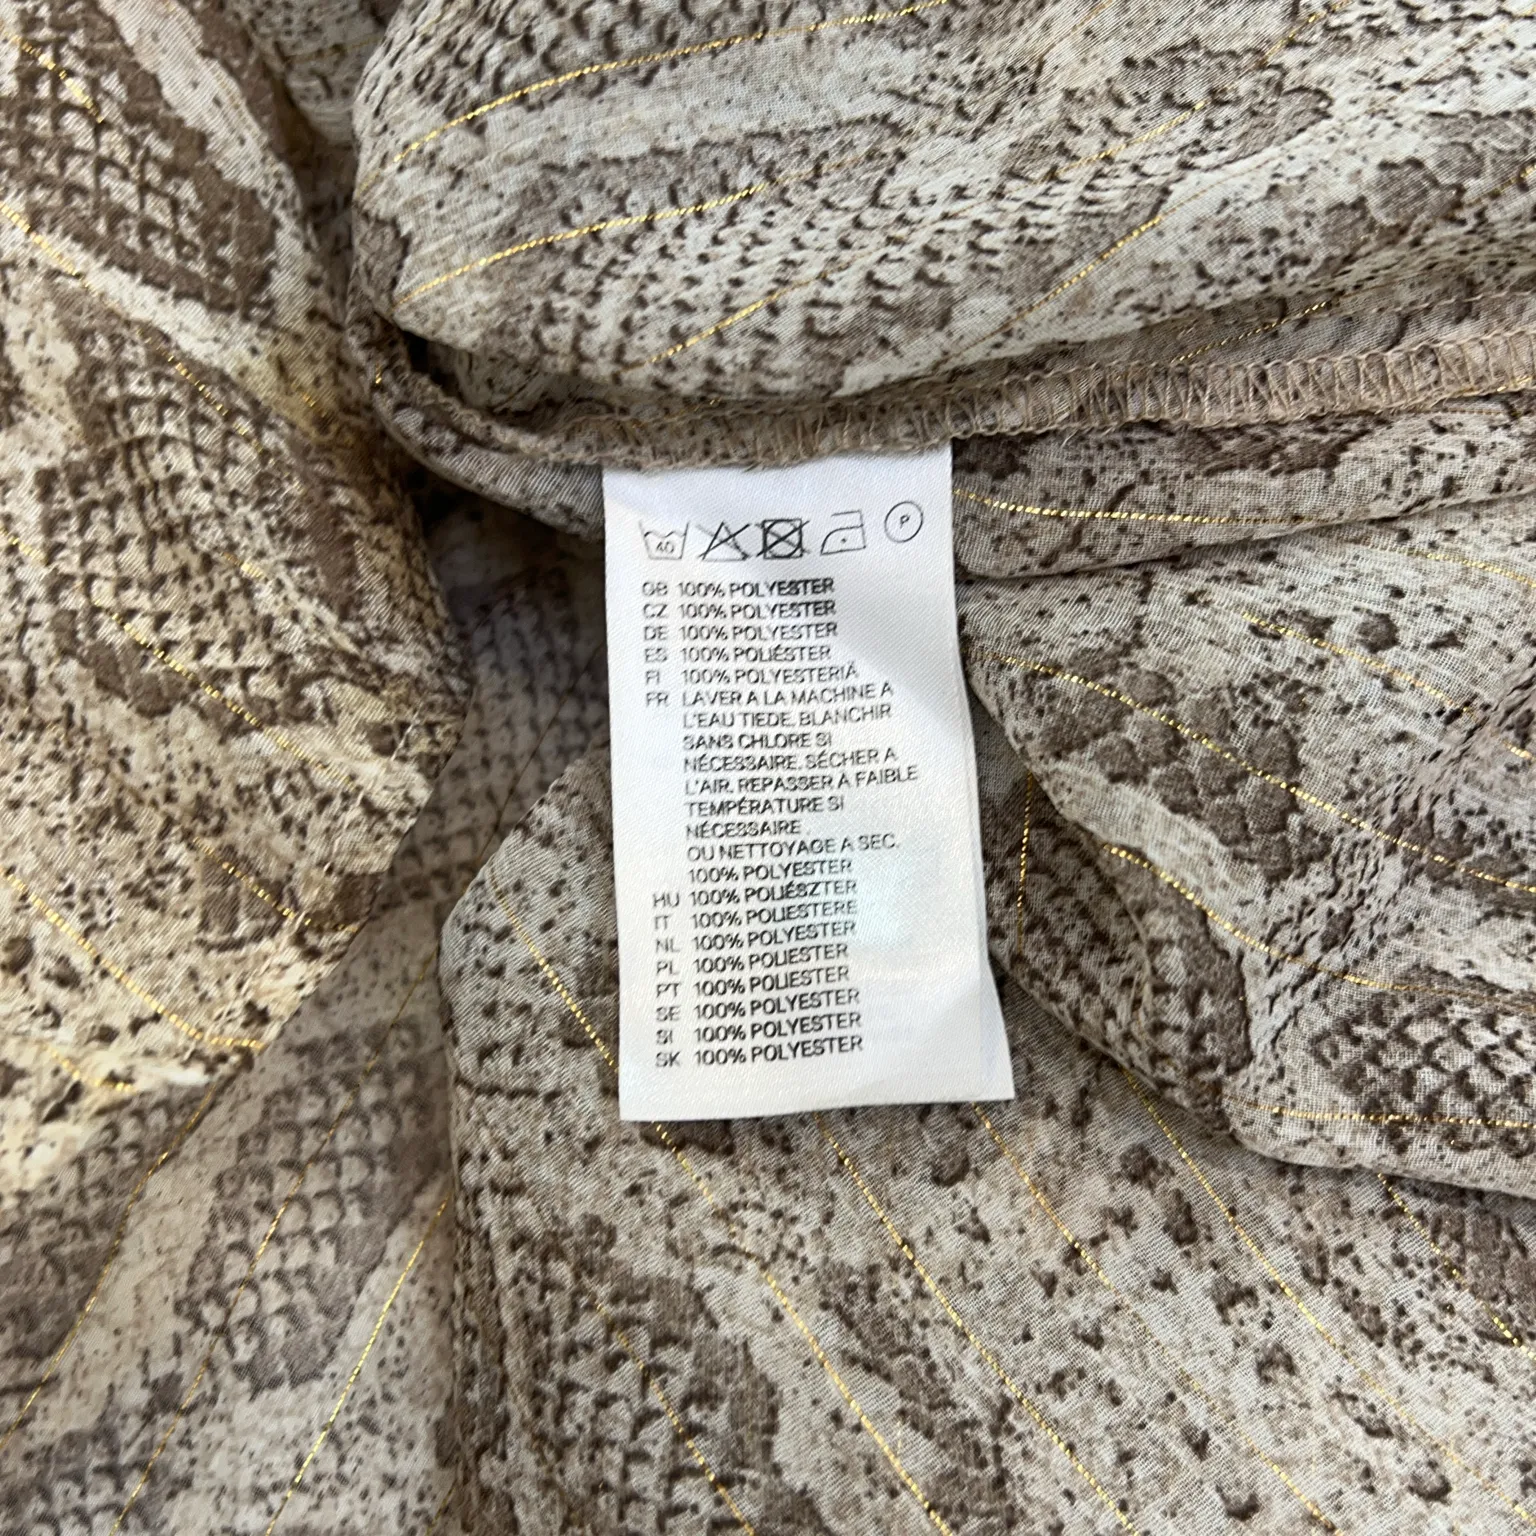 40 P
GB 100% POLYESTER
CZ 100% POLYESTER
DE 100% POLYESTER
ES 100% POLIÉSTER
FI 100% POLYESTERIÄ
FR LAVER A LA MACHINE A
L'EAU TIEDE. BLANCHIR
SANS CHLORE SI
NÉCESSAIRE. SÉCHER A
L'AIR. REPASSER A FAIBLE
TEMPÉRATURE SI
NÉCESSAIRE.
OU NETTOYAGE A SEC.
100% POLYESTER
HU 100% POLIÉSZTER
IT 100% POLIESTERE
NL 100% POLYESTER
PL 100% POLIESTER
PT 100% POLIESTER
SE 100% POLYESTER
SI 100% POLYESTER
SK 100% POLYESTER